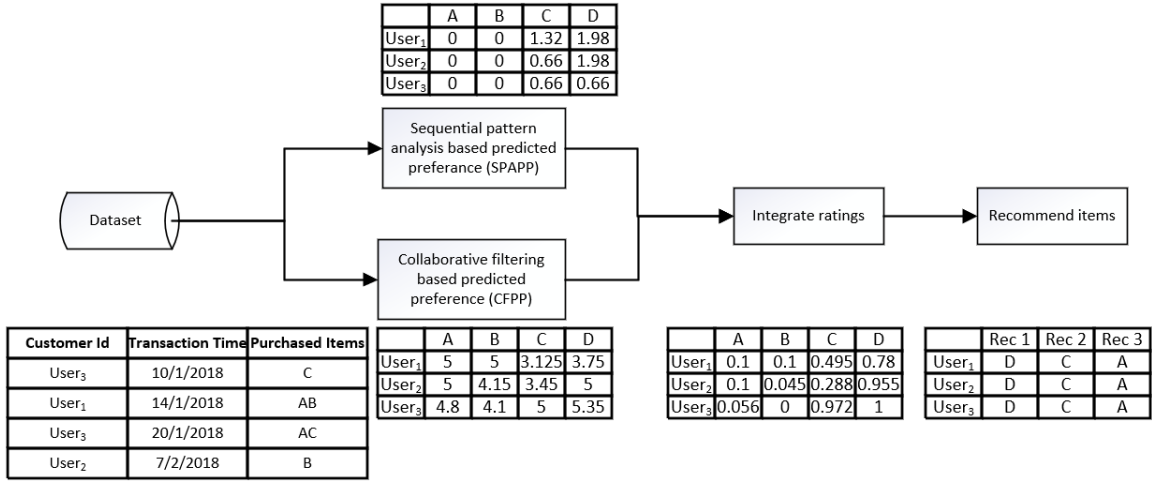 A B C D
User1 0 0 1.32 1.98
User2 0 0 0.66 1.98
User3 0 0 0.66 0.66
Sequential pattern
analysis based predicted
preferance (SPAPP)
Dataset
Integrate ratings
Recommend items
Collaborative filtering
based predicted
preference (CFPP)
Customer Id Transaction Time Purchased Items
User3 10/1/2018 C
User1 14/1/2018 AB
User3 20/1/2018 AC
User2 7/2/2018 B
A B C D
User1 5 5 3.125 3.75
User2 5 4.15 3.45 5
User3 4.8 4.1 5 5.35
A B C D
User1 0.1 0.1 0.495 0.78
User2 0.1 0.045 0.288 0.955
User3 0.056 0 0.972 1
Rec 1 Rec 2 Rec 3
User1 D C A
User2 D C A
User3 D C A